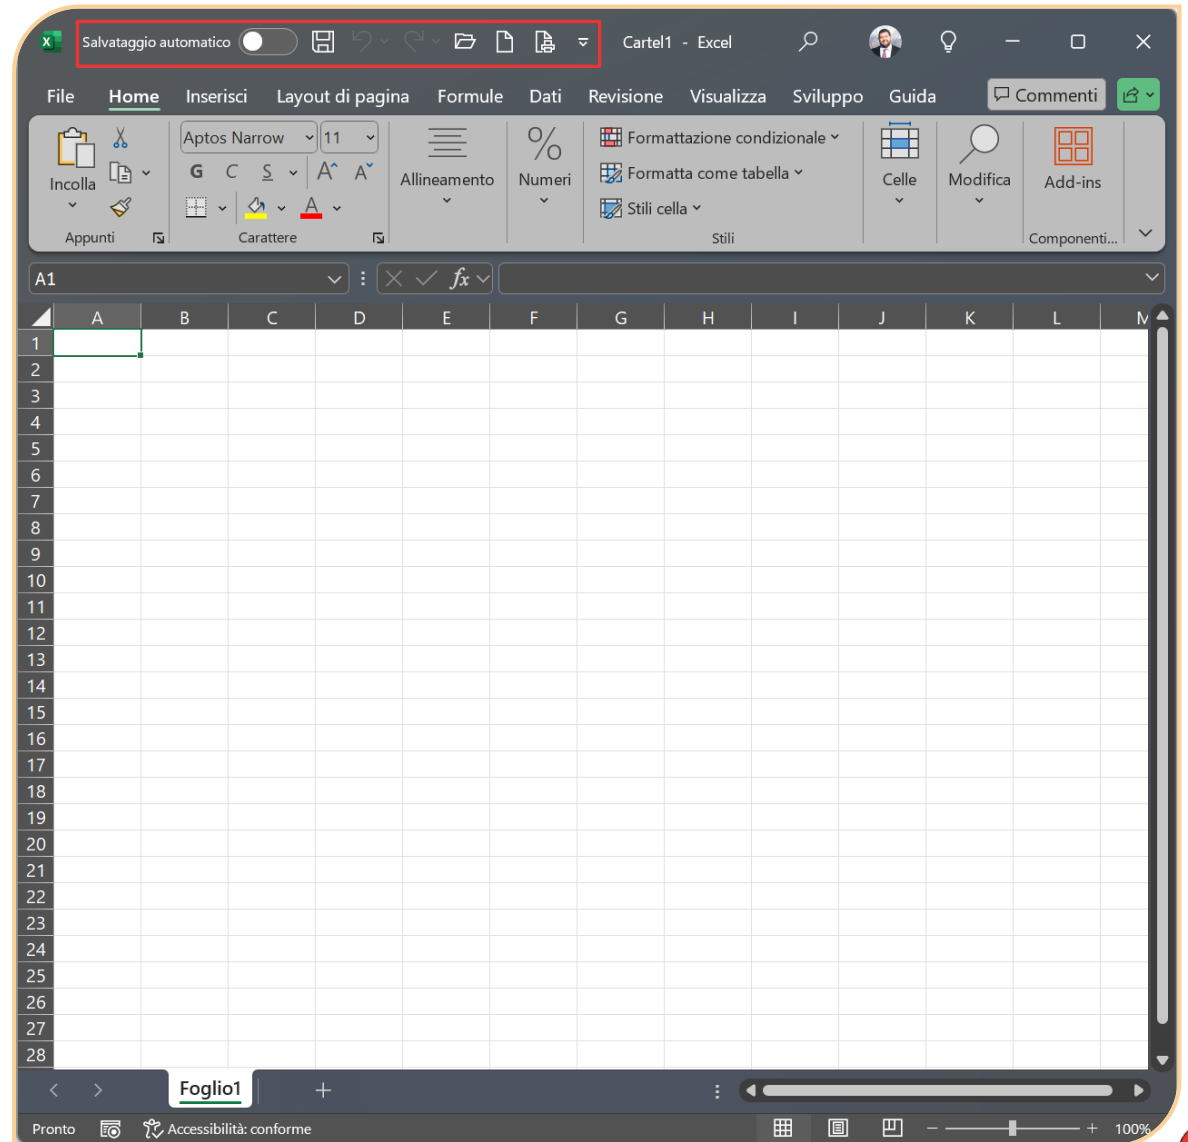 Salvataggio automatico Cartel1 - Excel
File Home Inserisci Layout di pagina Formule Dati Revisione Visualizza Sviluppo Guida Commenti
Aptos Narrow 11 Formattazione condizionale
Incolla G C S A A Allineamento Numeri Formatta come tabella Celle Modifica Add-ins
A Stili cella
Appunti Carattere Stili Componenti...
A1 fx
A B C D E F G H I J K L
1
2
3
4
5
6
7
8
9
10
11
12
13
14
15
16
17
18
19
20
21
22
23
24
25
26
27
28
Foglio1
Pronto Accessibilità: conforme 100%